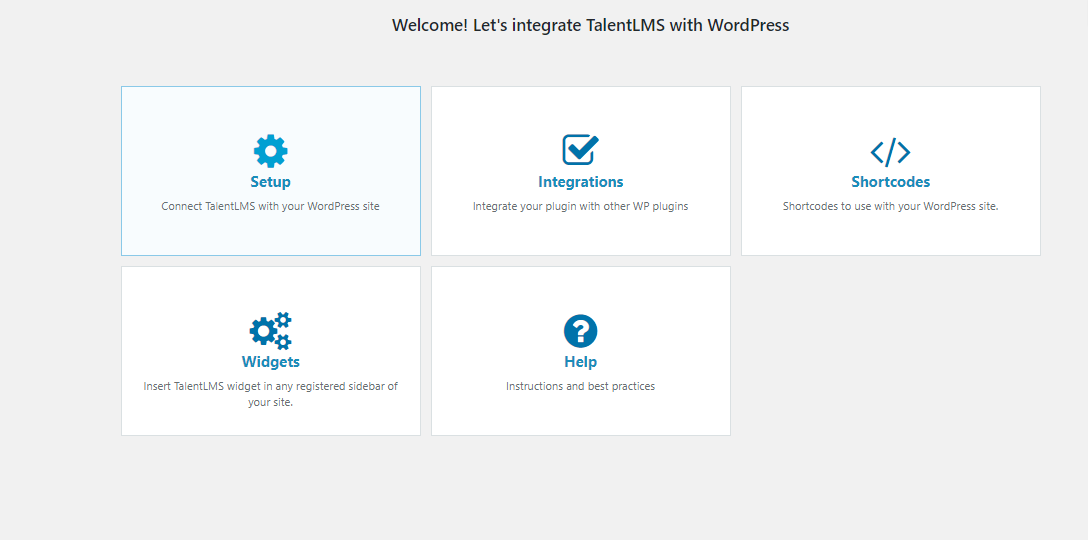 Welcome! Let's integrate TalentLMS with WordPress
Setup
Connect TalentLMS with your WordPress site
Integrations
Integrate your plugin with other WP plugins
Shortcodes
Shortcodes to use with your WordPress site.
Widgets
Insert TalentLMS widget in any registered sidebar of
your site.
Help
Instructions and best practices